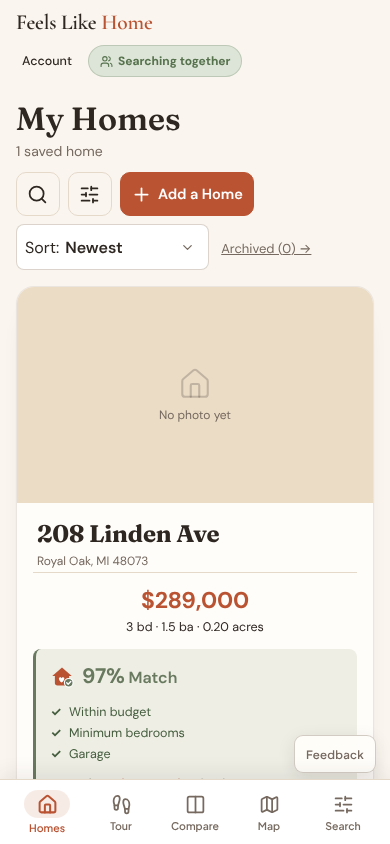 Feels Like Home
Account
Searching together
My Homes
1 saved home
Add a Home
Sort: Newest
Archived (0) →
No photo yet
208 Linden Ave
Royal Oak, MI 48073
$289,000
3 bd · 1.5 ba · 0.20 acres
97% Match
✓ Within budget
✓ Minimum bedrooms
✓ Garage
Feedback
Homes
Tour
Compare
Map
Search